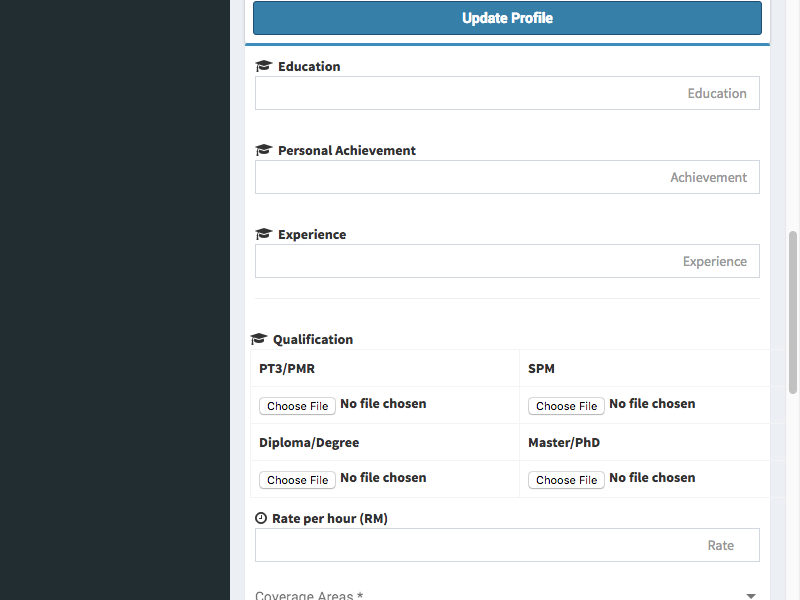 Update Profile
Education
Education
Personal Achievement
Achievement
Experience
Experience
Qualification
PT3/PMR SPM
Choose File No file chosen Choose File No file chosen
Diploma/Degree Master/PhD
Choose File No file chosen Choose File No file chosen
Rate per hour (RM)
Rate
Coverage Areas *